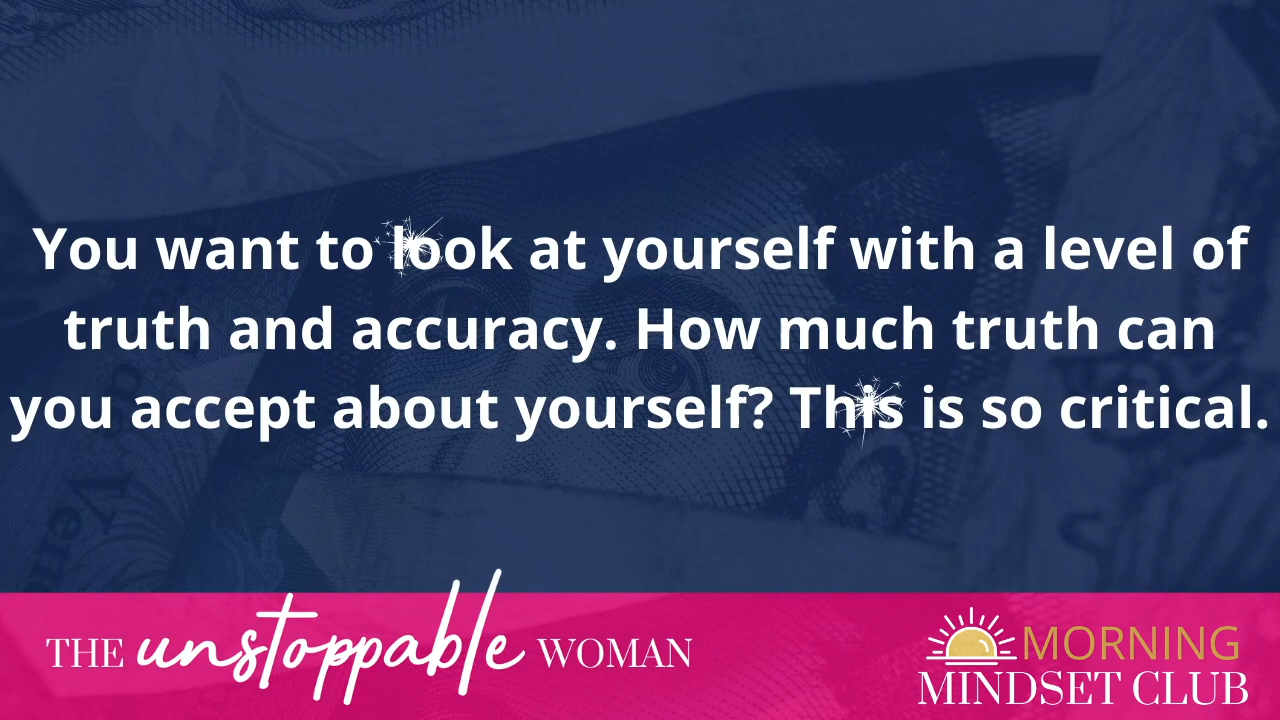 You want to look at yourself with a level of
truth and accuracy. How much truth can
you accept about yourself? This is so critical.
THE unstoppable WOMAN
MORNING
MINDSET CLUB